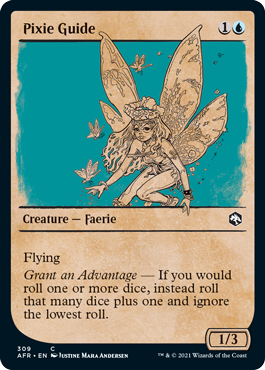 Pixie Guide 1
Creature — Faerie
Flying
Grant an Advantage — If you would
roll one or more dice, instead roll
that many dice plus one and ignore
the lowest roll.
1/3
309 C
AFR • EN Justine Mara Andersen ™ & © 2021 Wizards of the Coast